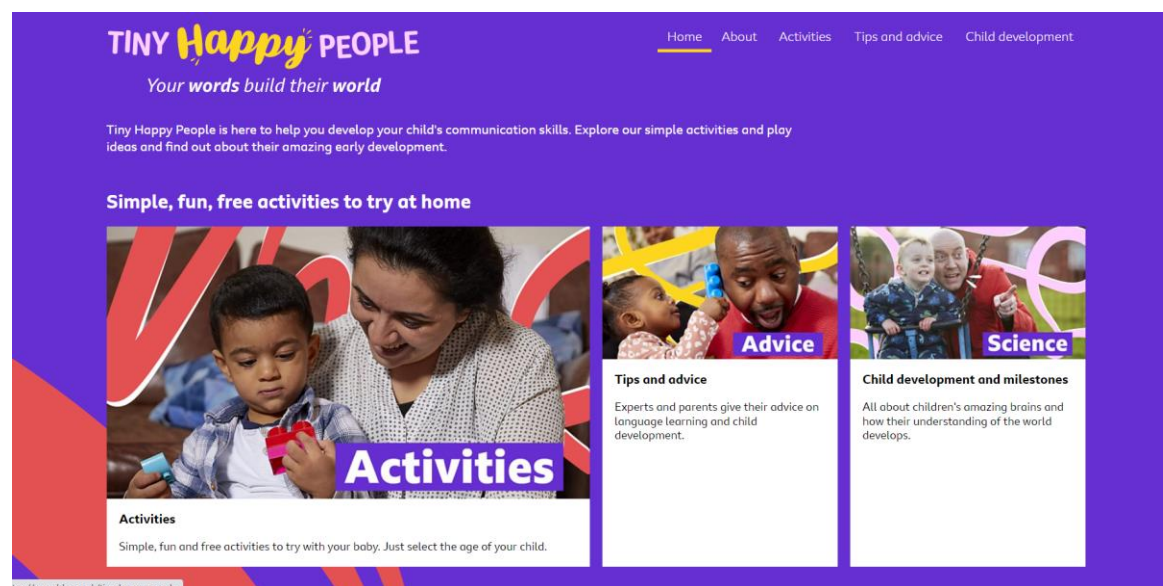 TINY Happy PEOPLE
Your words build their world
Home About Activities Tips and advice Child development
Tiny Happy People is here to help you develop your child's communication skills. Explore our simple activities and play
ideas and find out about their amazing early development.
Simple, fun, free activities to try at home
Activities
Activities
Simple, fun and free activities to try with your baby. Just select the age of your child.
Advice
Tips and advice
Experts and parents give their advice on
language learning and child
development.
Science
Child development and milestones
All about children's amazing brains and
how their understanding of the world
develops.